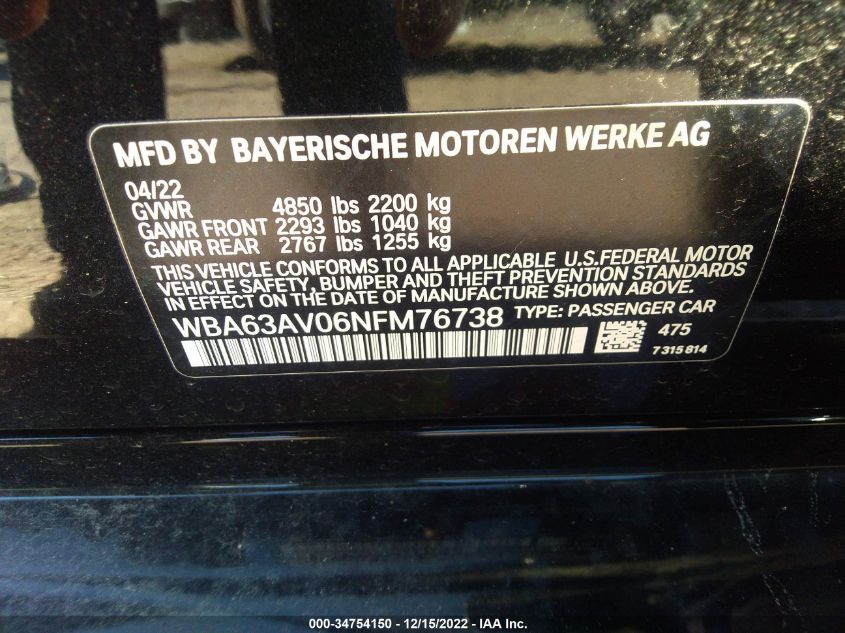 MFD BY BAYERISCHE MOTOREN WERKE AG
04/22
GVWR 4850 lbs 2200 kg
GAWR FRONT 2293 lbs 1040 kg
GAWR REAR 2767 lbs 1255 kg
THIS VEHICLE CONFORMS TO ALL APPLICABLE U.S.FEDERAL MOTOR
VEHICLE SAFETY, BUMPER AND THEFT PREVENTION STANDARDS
IN EFFECT ON THE DATE OF MANUFACTURE SHOWN ABOVE.
WBA63AV06NFM76738 TYPE: PASSENGER CAR
475
7315814
000-34754150 - 12/15/2022 - IAA Inc.